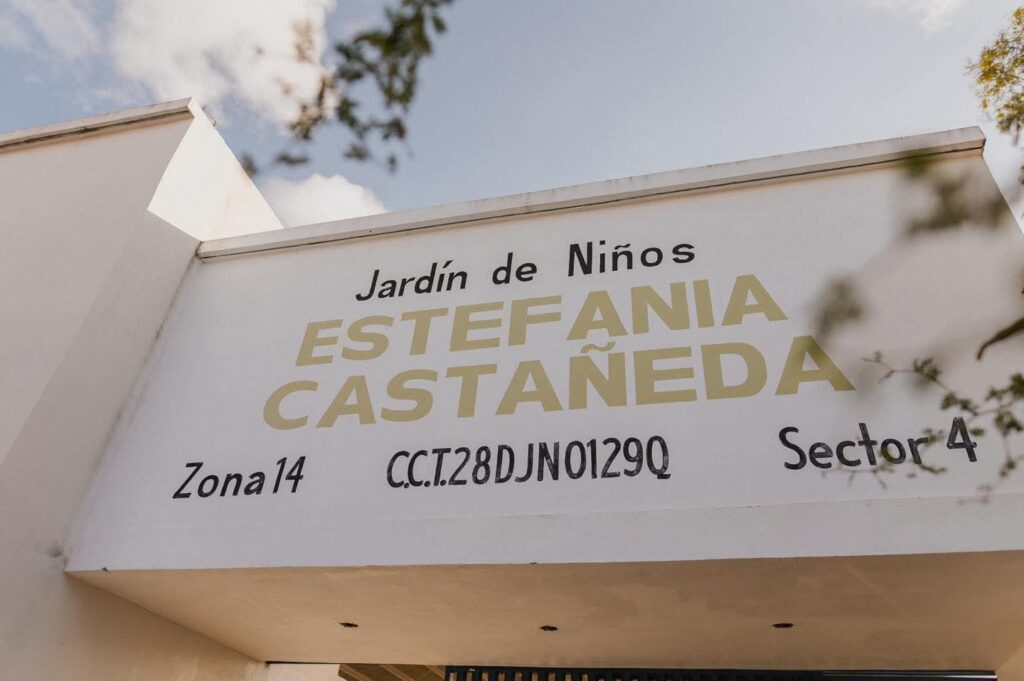 Jardín de Niños
ESTEFANIA
CASTAÑEDA
Zona 14 C.C.T.28DJN0129Q Sector 4